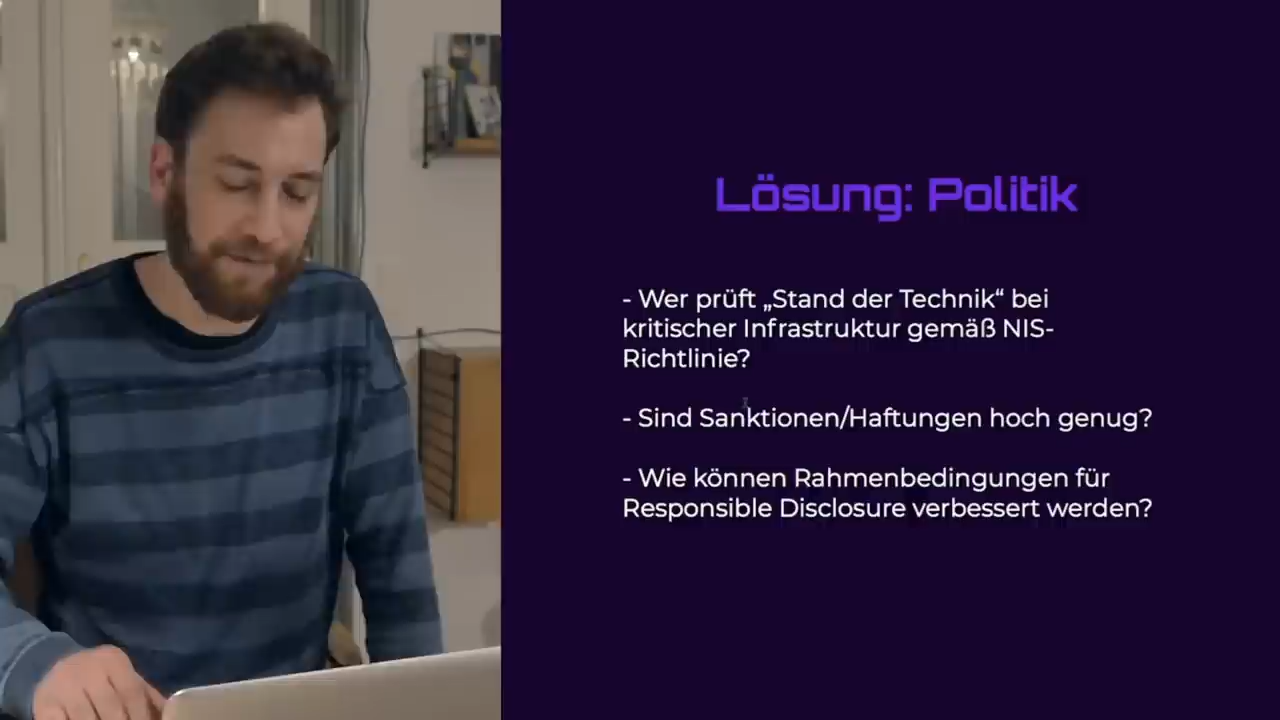 Lösung: Politik
- Wer prüft „Stand der Technik“ bei
kritischer Infrastruktur gemäß NIS-
Richtlinie?
- Sind Sanktionen/Haftungen hoch genug?
- Wie können Rahmenbedingungen für
Responsible Disclosure verbessert werden?